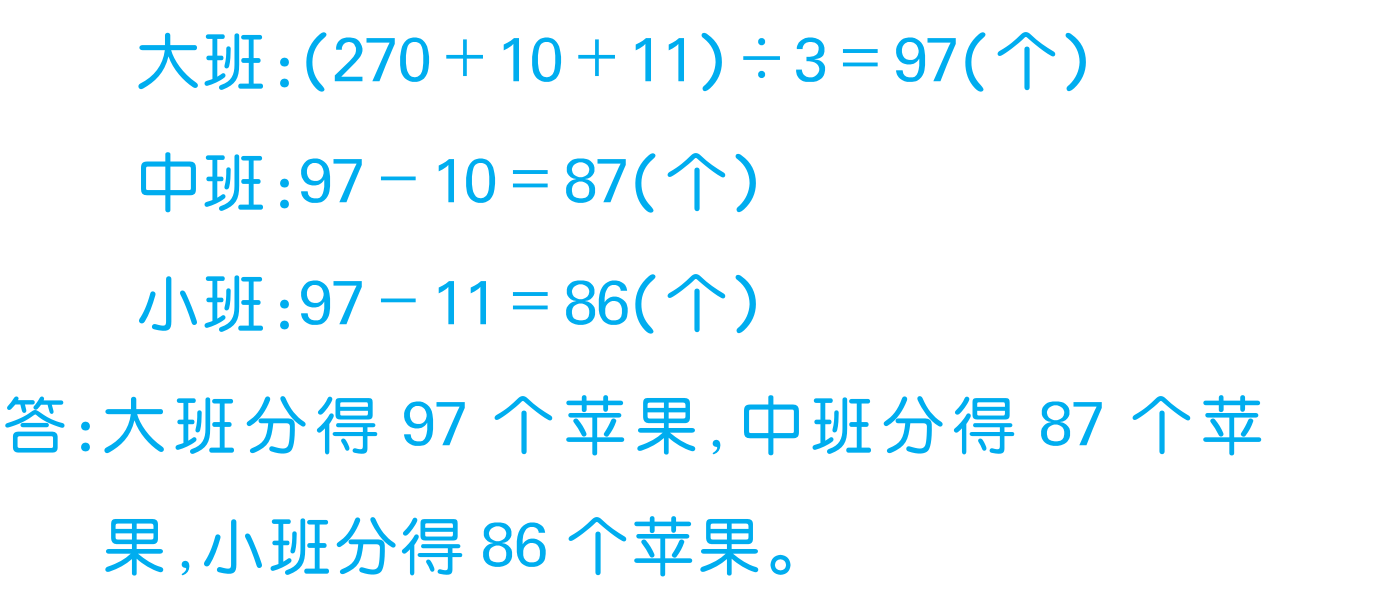 大班:(270+10+11)÷3=97(个)
中班:97-10=87(个)
小班:97-11=86(个)
答:大班分得 97 个苹果,中班分得 87 个苹
果,小班分得 86 个苹果。